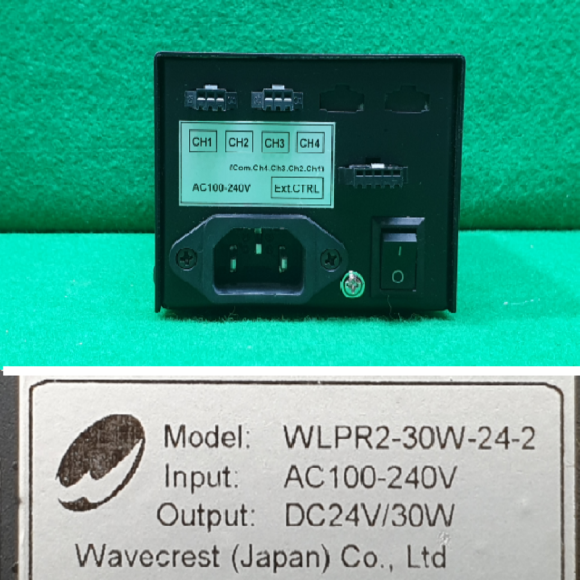 CH1 CH2 CH3 CH4
(Com.Ch4.Ch3.Ch2.Ch1)
AC100-240V Ext.CTRL
I
O
Model: WLPR2-30W-24-2
Input: AC100-240V
Output: DC24V/30W
Wavecrest (Japan) Co., Ltd